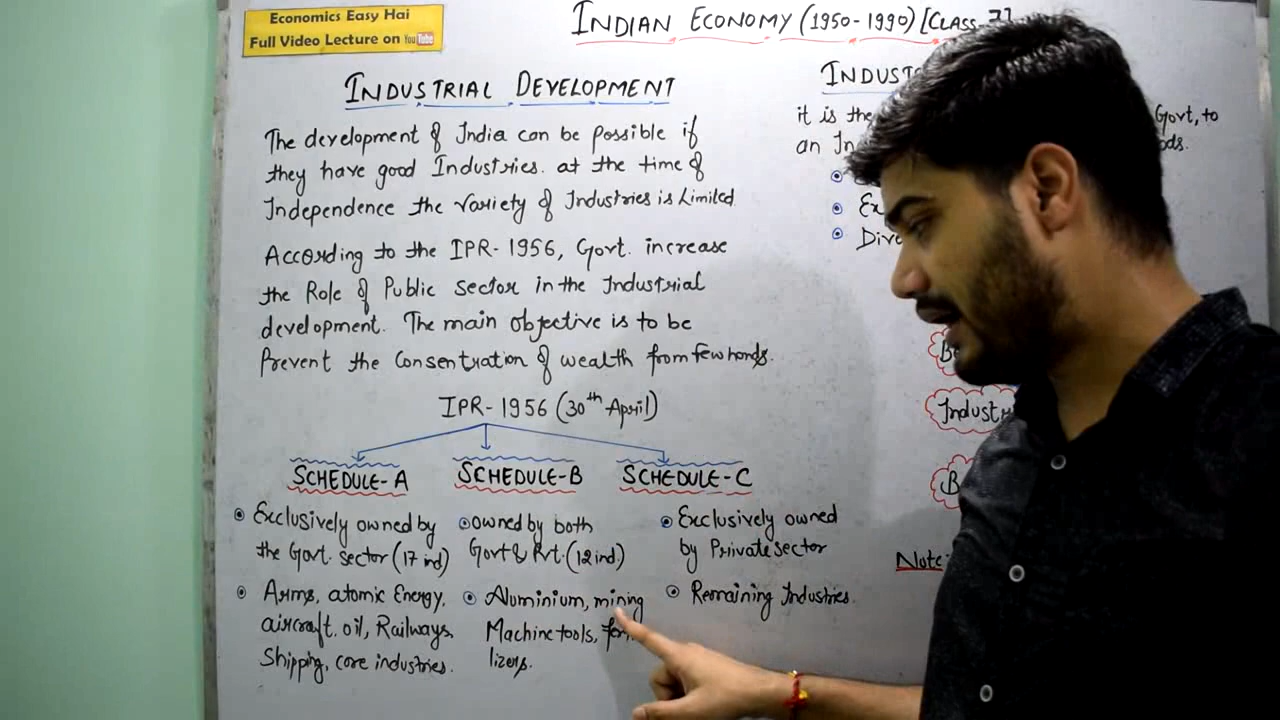 Economics Easy Hai
Full Video Lecture on YouTube
INDIAN ECONOMY (1950-1990) [CLASS-7]
INDUSTRIAL DEVELOPMENT
The development of India can be possible if
they have good Industries. at the time of
Independence the variety of Industries is Limited
According to the IPR-1956, Govt. increase
the Role of Public sector in the Industrial
development. The main objective is to be
Prevent the Consentration of wealth from few hands.
IPR-1956 (30th April)
SCHEDULE-A
Exclusively owned by
the Govt. sector (17 ind)
Arms, atomic Energy,
aircraft. oil, Railways,
Shipping, core industries.
SCHEDULE-B
owned by both
Govt & Pvt. (12 ind)
Aluminium, mining
Machine tools,
lizers.
SCHEDULE-C
Exclusively owned
by Private sector
Remaining Industries.
it is the
Govt, to
an
Note: